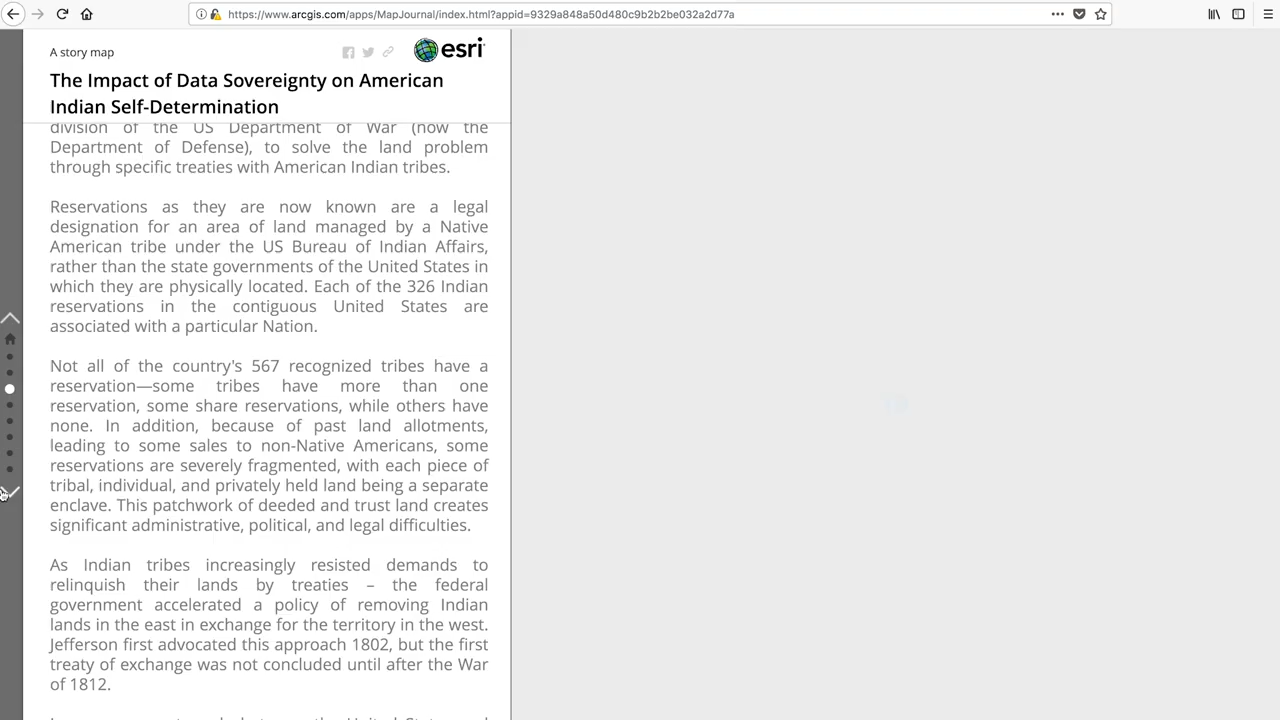 https://www.arcgis.com/apps/MapJournal/index.html?appid=9329a848a50d480c9b2b2be032a2d77a
A story map
esri
The Impact of Data Sovereignty on American
Indian Self-Determination
division of the US Department of War (now the
Department of Defense), to solve the land problem
through specific treaties with American Indian tribes.
Reservations as they are now known are a legal
designation for an area of land managed by a Native
American tribe under the US Bureau of Indian Affairs,
rather than the state governments of the United States in
which they are physically located. Each of the 326 Indian
reservations in the contiguous United States are
associated with a particular Nation.
Not all of the country's 567 recognized tribes have a
reservation—some tribes have more than one
reservation, some share reservations, while others have
none. In addition, because of past land allotments,
leading to some sales to non-Native Americans, some
reservations are severely fragmented, with each piece of
tribal, individual, and privately held land being a separate
enclave. This patchwork of deeded and trust land creates
significant administrative, political, and legal difficulties.
As Indian tribes increasingly resisted demands to
relinquish their lands by treaties – the federal
government accelerated a policy of removing Indian
lands in the east in exchange for the territory in the west.
Jefferson first advocated this approach 1802, but the first
treaty of exchange was not concluded until after the War
of 1812.